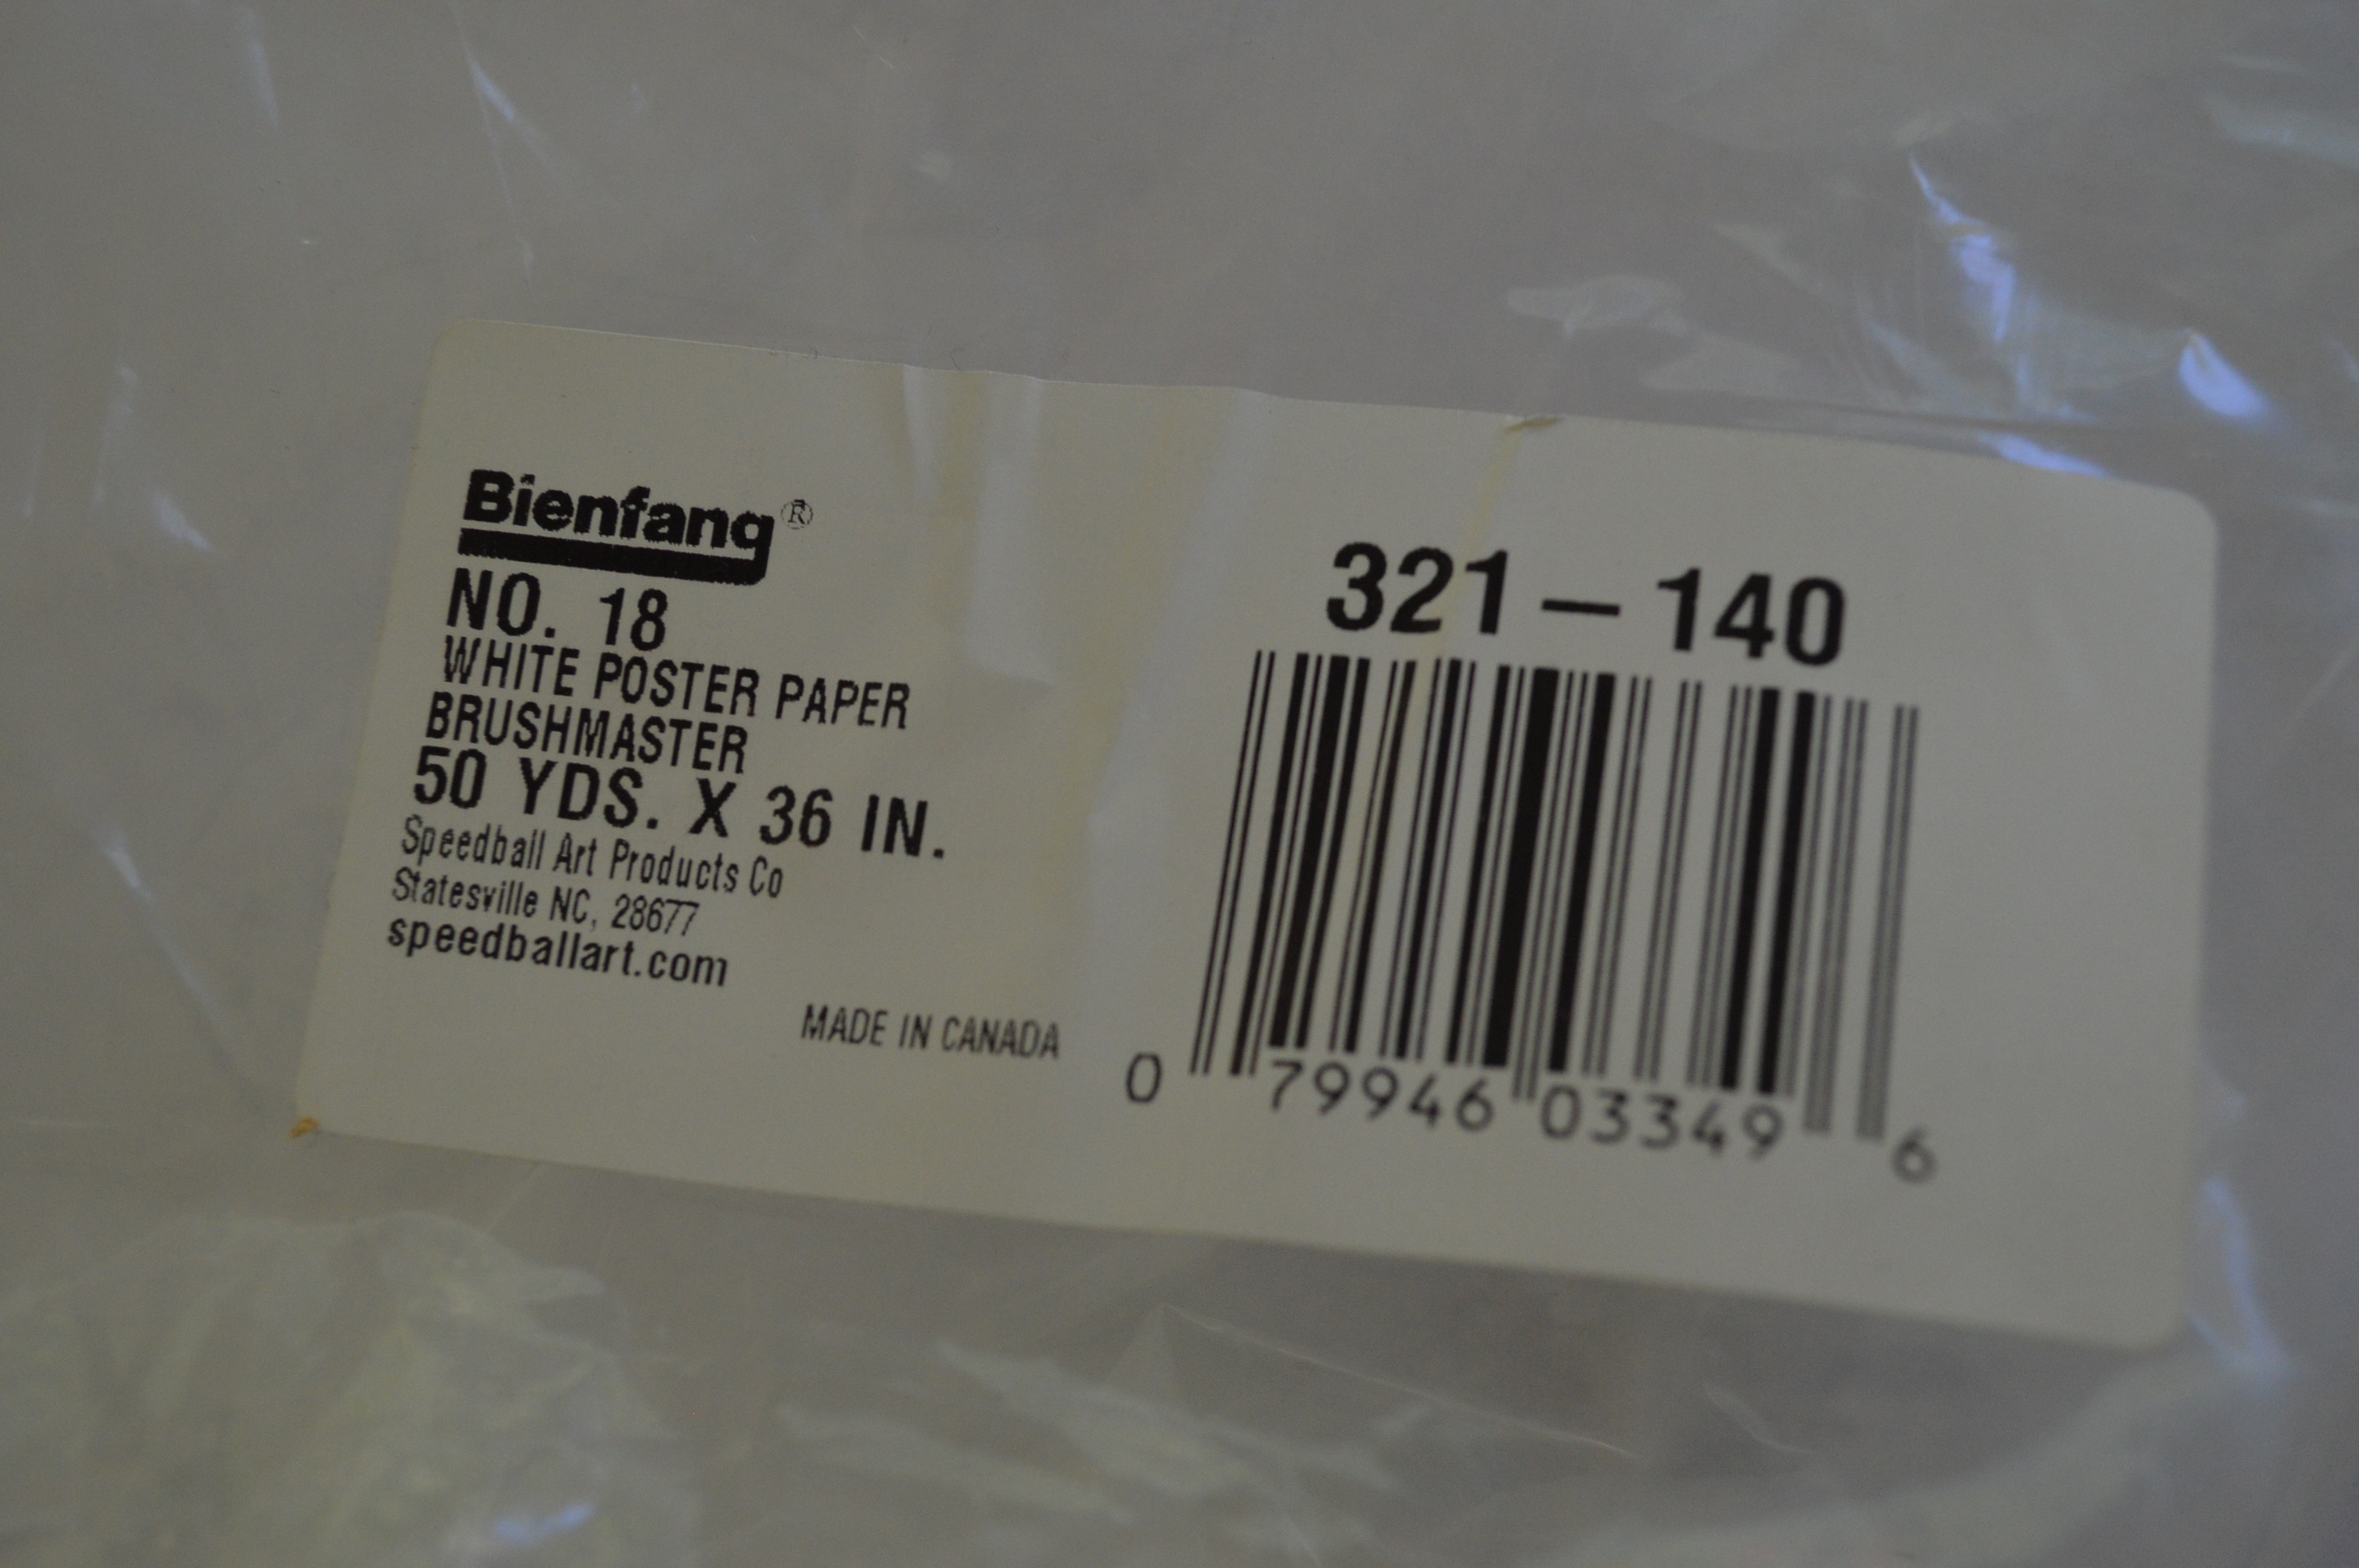 Bienfang®
NO. 18
WHITE POSTER PAPER
BRUSHMASTER
50 YDS. X 36 IN.
Speedball Art Products Co
Statesville NC, 28677
speedballart.com
MADE IN CANADA
321-140
0 79946 03349 6